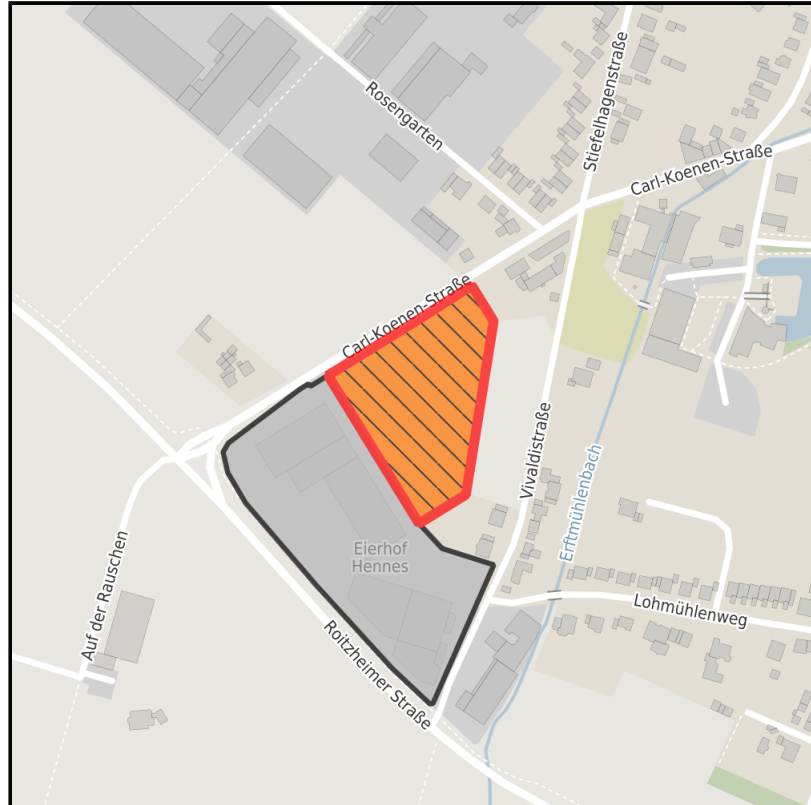 Rosengarten
Stiefelhagenstraße
Carl-Koenen-Straße
Carl-Koenen-Straße
Vivaldistraße
Erftmühlenbach
Auf der Rauschen
Eierhof
Hennes
Lohmühlenweg
Roitzheimer Straße